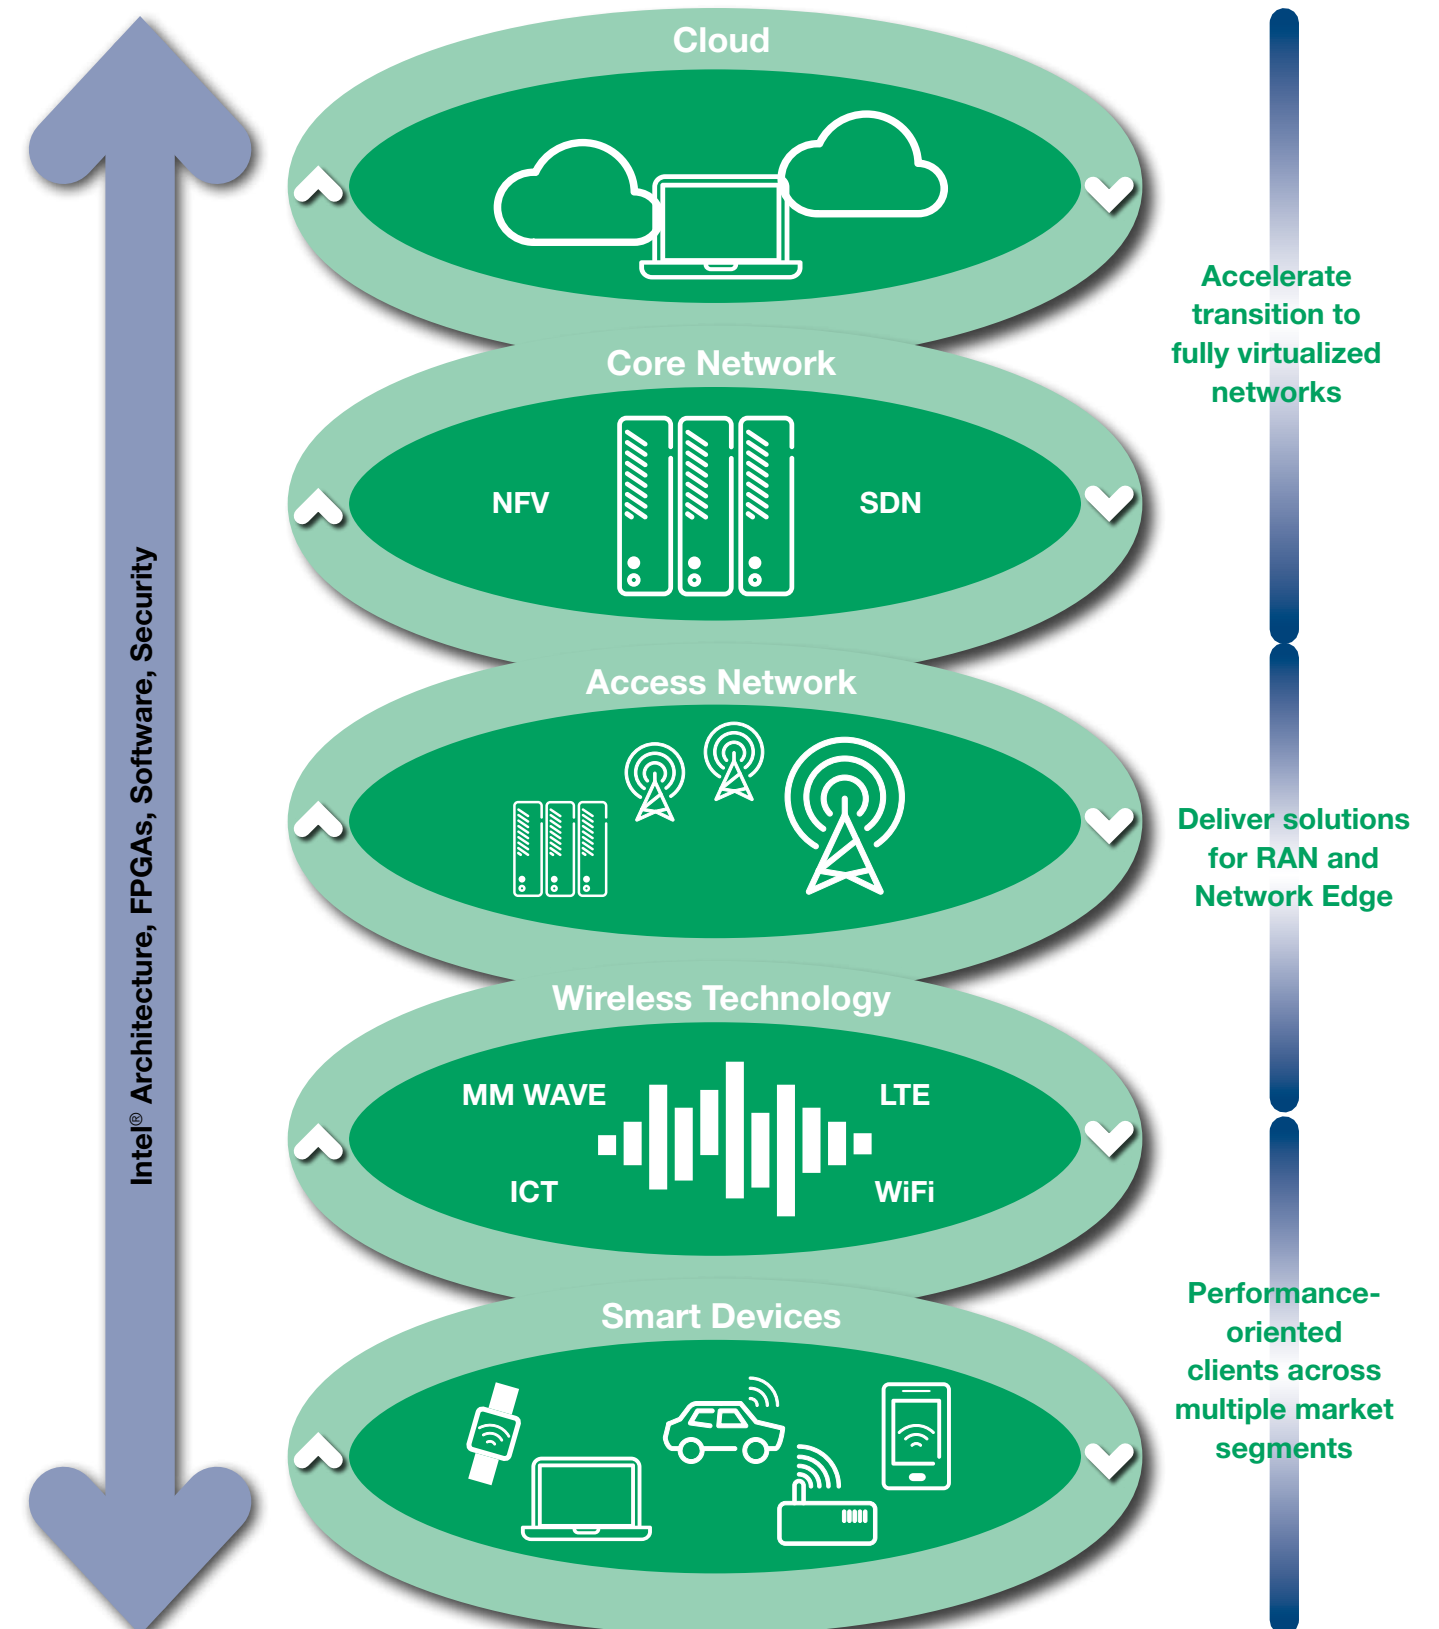 Cloud
Accelerate
transition to
fully virtualized
networks
Core Network
NFV
SDN
Access Network
Deliver solutions
for RAN and
Network Edge
Wireless Technology
MM WAVE
LTE
ICT
WiFi
Smart Devices
Performance-
oriented
clients across
multiple market
segments
Intel® Architecture, FPGAs, Software, Security